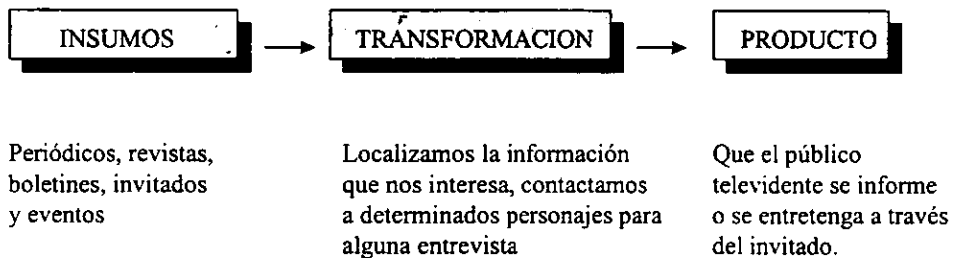 INSUMOS
TRANSFORMACION
PRODUCTO
Periódicos, revistas,
boletines, invitados
y eventos
Localizamos la información
que nos interesa, contactamos
a determinados personajes para
alguna entrevista
Que el público
televidente se informe
o se entretenga a través
del invitado.